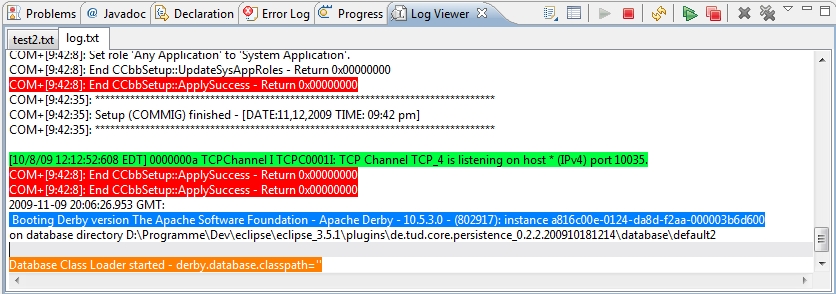 Problems @ Javadoc Declaration Error Log Progress Log Viewer
test2.txt log.txt
COM+[9:42:8]: Set role 'Any Application' to 'System Application'.
COM+[9:42:8]: End CCbbSetup::UpdateSysAppRoles - Return 0x00000000
COM+[9:42:8]: End CCbbSetup::ApplySuccess - Return 0x00000000
COM+[9:42:35]: ********************************************************************************
COM+[9:42:35]: Setup (COMMIG) finished - [DATE:11,12,2009 TIME: 09:42 pm]
COM+[9:42:35]: ********************************************************************************
[10/8/09 12:12:52:608 EDT] 0000000a TCPChannel I TCPC0001I: TCP Channel TCP_4 is listening on host * (IPv4) port 10035.
COM+[9:42:8]: End CCbbSetup::ApplySuccess - Return 0x00000000
COM+[9:42:8]: End CCbbSetup::ApplySuccess - Return 0x00000000
2009-11-09 20:06:26.953 GMT:
Booting Derby version The Apache Software Foundation - Apache Derby - 10.5.3.0 - (802917): instance a816c00e-0124-da8d-f2aa-000003b6d600
on database directory D:\Programme\Dev\eclipse\eclipse_3.5.1\plugins\de.tud.core.persistence_0.2.2.200910181214\database\default2
Database Class Loader started - derby.database.classpath=''